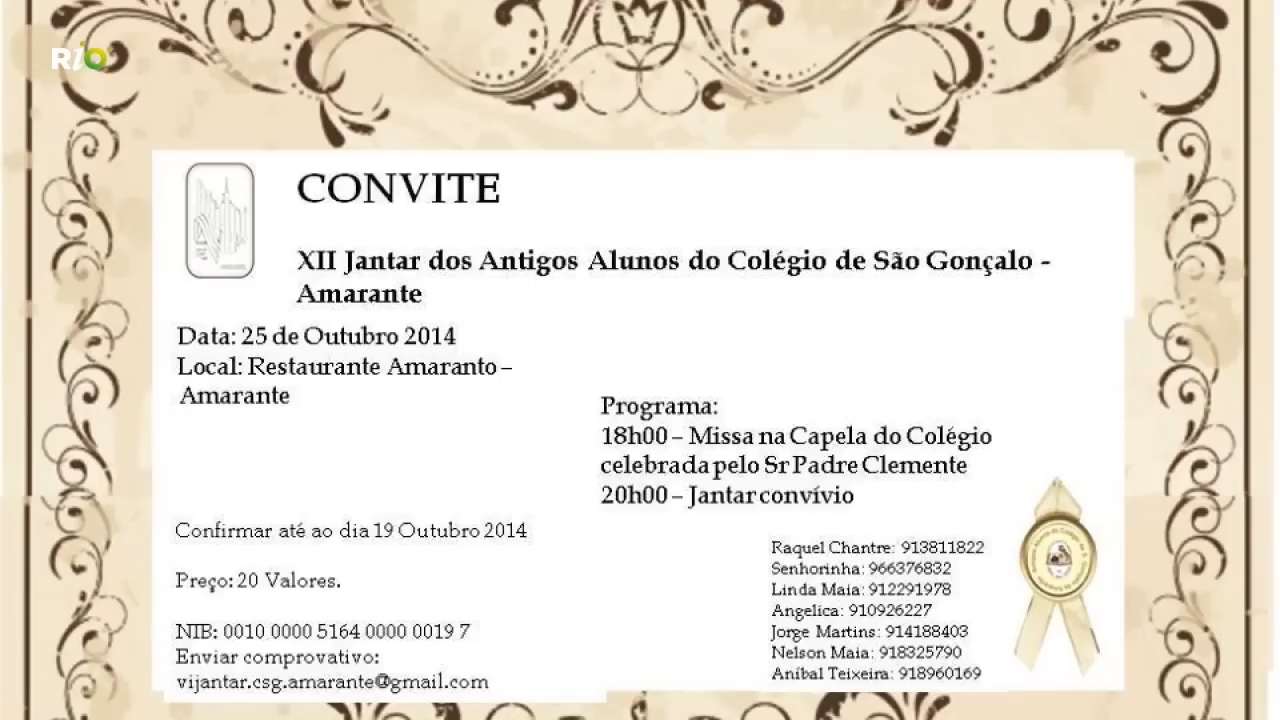 RiO
CONVITE
XII Jantar dos Antigos Alunos do Colégio de São Gonçalo -
Amarante
Data: 25 de Outubro 2014
Local: Restaurante Amaranto –
Amarante
Programa:
18h00 – Missa na Capela do Colégio
celebrada pelo Sr Padre Clemente
20h00 – Jantar convívio
Confirmar até ao dia 19 Outubro 2014
Preço: 20 Valores.
NIB: 0010 0000 5164 0000 0019 7
Enviar comprovativo:
vijantar.csg.amarante@gmail.com
Raquel Chantre: 913811822
Senhorinha: 966376832
Linda Maia: 912291978
Angelica: 910926227
Jorge Martins: 914188403
Nelson Maia: 918325790
Aníbal Teixeira: 918960169